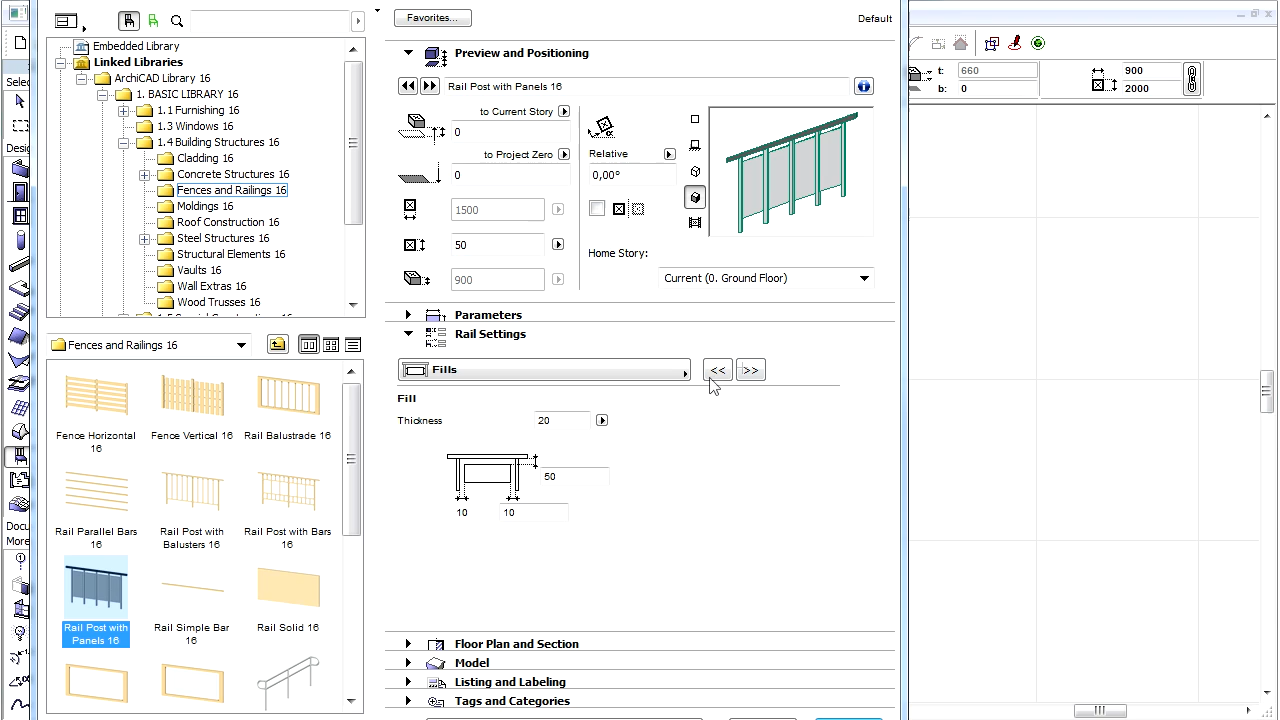 Favorites...
Default
Embedded Library
Linked Libraries
ArchiCAD Library 16
1. BASIC LIBRARY 16
1.1 Furnishing 16
1.3 Windows 16
1.4 Building Structures 16
Cladding 16
Concrete Structures 16
Fences and Railings 16
Moldings 16
Roof Construction 16
Steel Structures 16
Structural Elements 16
Vaults 16
Wall Extras 16
Wood Trusses 16
Fences and Railings 16
Fence Horizontal 16
Fence Vertical 16
Rail Balustrade 16
Rail Parallel Bars 16
Rail Post with Balusters 16
Rail Post with Bars 16
Rail Post with Panels 16
Rail Simple Bar 16
Rail Solid 16
Preview and Positioning
Rail Post with Panels 16
to Current Story
0
to Project Zero
0
1500
50
900
Relative
0,00°
Home Story:
Current (0. Ground Floor)
Parameters
Rail Settings
Fills
<<
>>
Fill
Thickness
20
50
10
10
Floor Plan and Section
Model
Listing and Labeling
Tags and Categories
t:
660
b:
0
900
2000
Selec
Desig
Docu
More